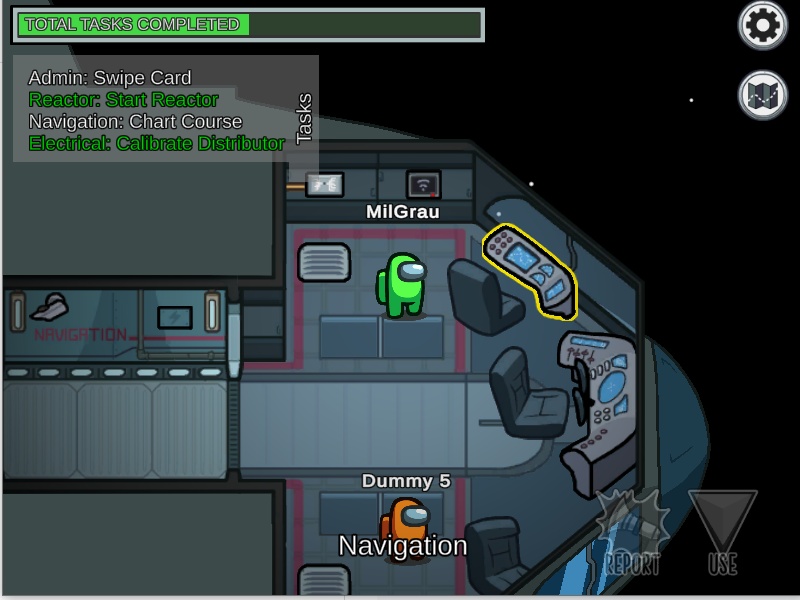 TOTAL TASKS COMPLETED
Admin: Swipe Card
Reactor: Start Reactor
Navigation: Chart Course
Electrical: Calibrate Distributor
Tasks
MilGrau
NAVIGATION
Dummy 5
Navigation
REPORT
USE